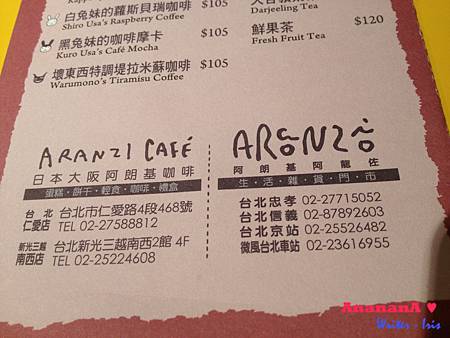 白兔妹的蘿斯貝瑞咖啡 $105
Shiro Usa's Raspberry Coffee
黑兔妹的咖啡摩卡 $105
Kuro Usa's Café Mocha
壞東西特調堤拉米蘇咖啡 $105
Warumono's Tiramisu Coffee
Darjeeling Tea
鮮果茶 $120
Fresh Fruit Tea
ARANZI CAFÉ
日本大阪阿朗基咖啡
蛋糕・餅干・輕食・咖啡・禮盒
台北仁愛店 台北市仁愛路4段468號
TEL 02-27588812
新光三越南西店 台北新光三越南西2館 4F
TEL 02-25224608
ARONZO
阿朗基阿龍佐
生・活・雜・貨・門・市
台北忠孝 02-27715052
台北信義 02-87892603
台北京站 02-25526482
微風台北車站 02-23616955
AnananA ♥
Writer - Iris